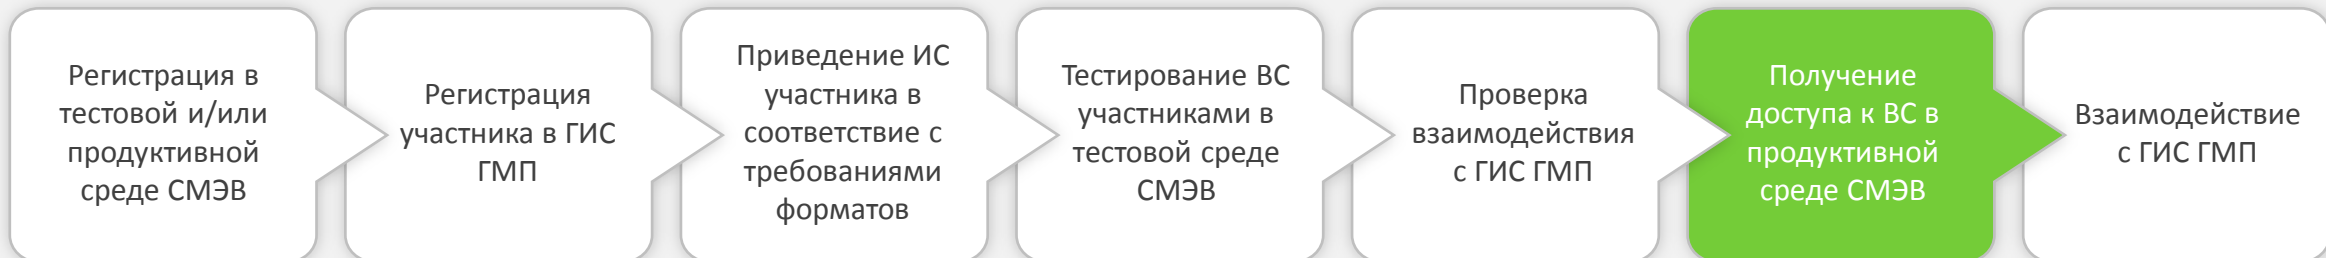 Регистрация в
тестовой и/или
продуктивной
среде СМЭВ
Регистрация
участника в ГИС
ГМП
Приведение ИС
участника в
соответствие с
требованиями
форматов
Тестирование ВС
участниками в
тестовой среде
СМЭВ
Проверка
взаимодействия
с ГИС ГМП
Получение
доступа к ВС в
продуктивной
среде СМЭВ
Взаимодействие
с ГИС ГМП